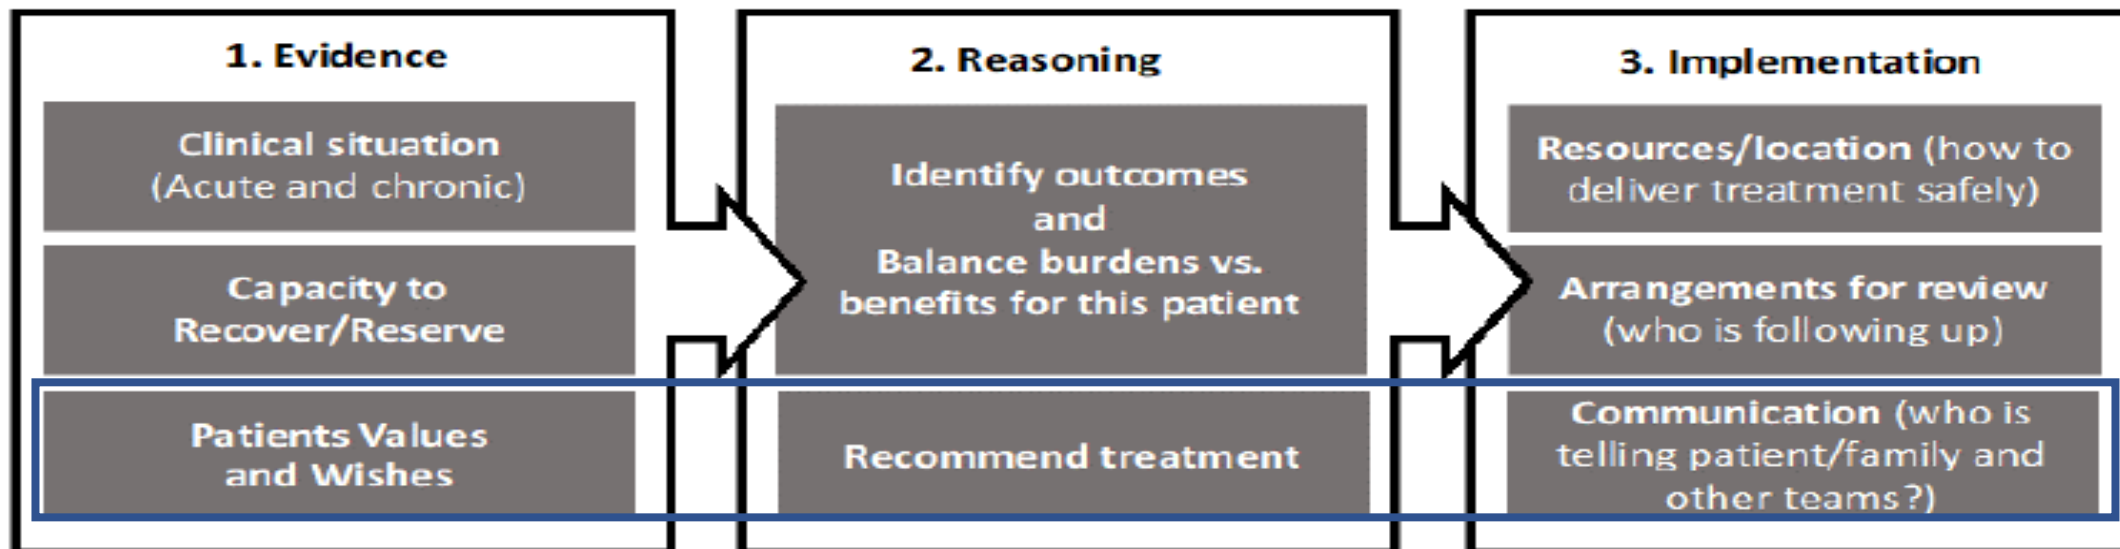 1. Evidence
Clinical situation
(Acute and chronic)
Capacity to
Recover/Reserve
Patients Values
and Wishes
2. Reasoning
Identify outcomes
and
Balance burdens vs.
benefits for this patient
Recommend treatment
3. Implementation
Resources/location (how to
deliver treatment safely)
Arrangements for review
(who is following up)
Communication (who is
telling patient/family and
other teams?)